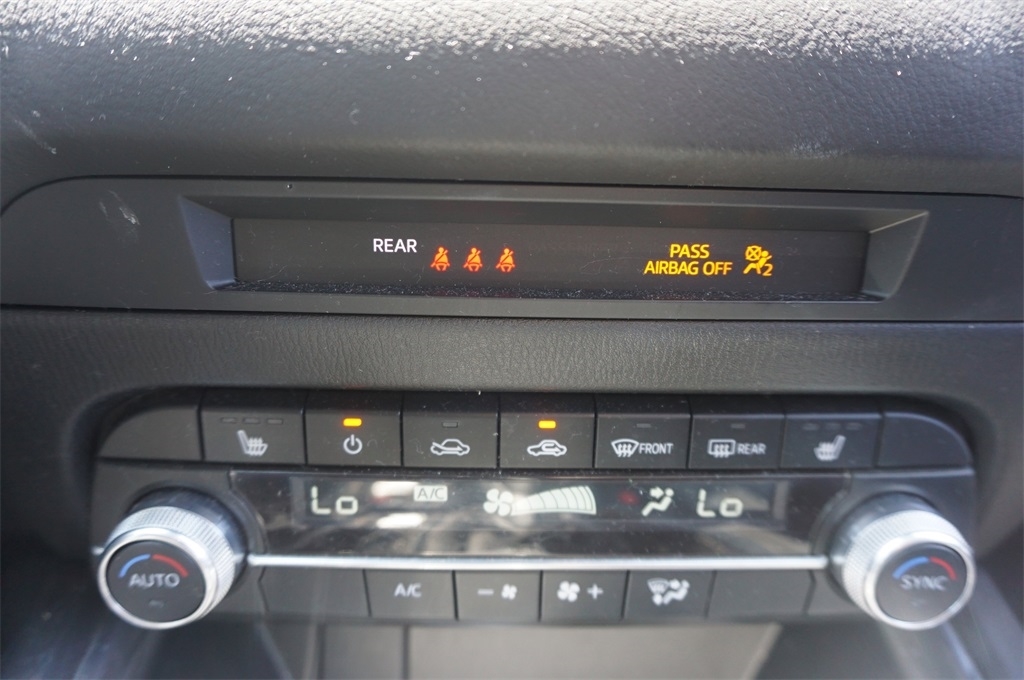 REAR
PASS
AIRBAG OFF
2
FRONT
REAR
Lo
A/C
Lo
AUTO
A/C
SYNC